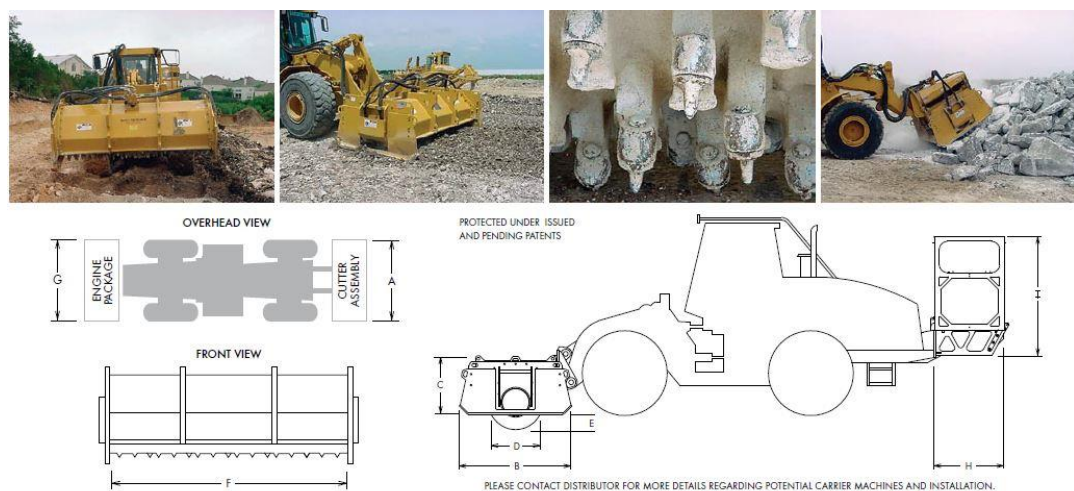 OVERHEAD VIEW
PROTECTED UNDER ISSUED
AND PENDING PATENTS
G
ENGINE
PACKAGE
CUTTER
ASSEMBLY
A
I
FRONT VIEW
C
E
D
B
H
F
PLEASE CONTACT DISTRIBUTOR FOR MORE DETAILS REGARDING POTENTIAL CARRIER MACHINES AND INSTALLATION.